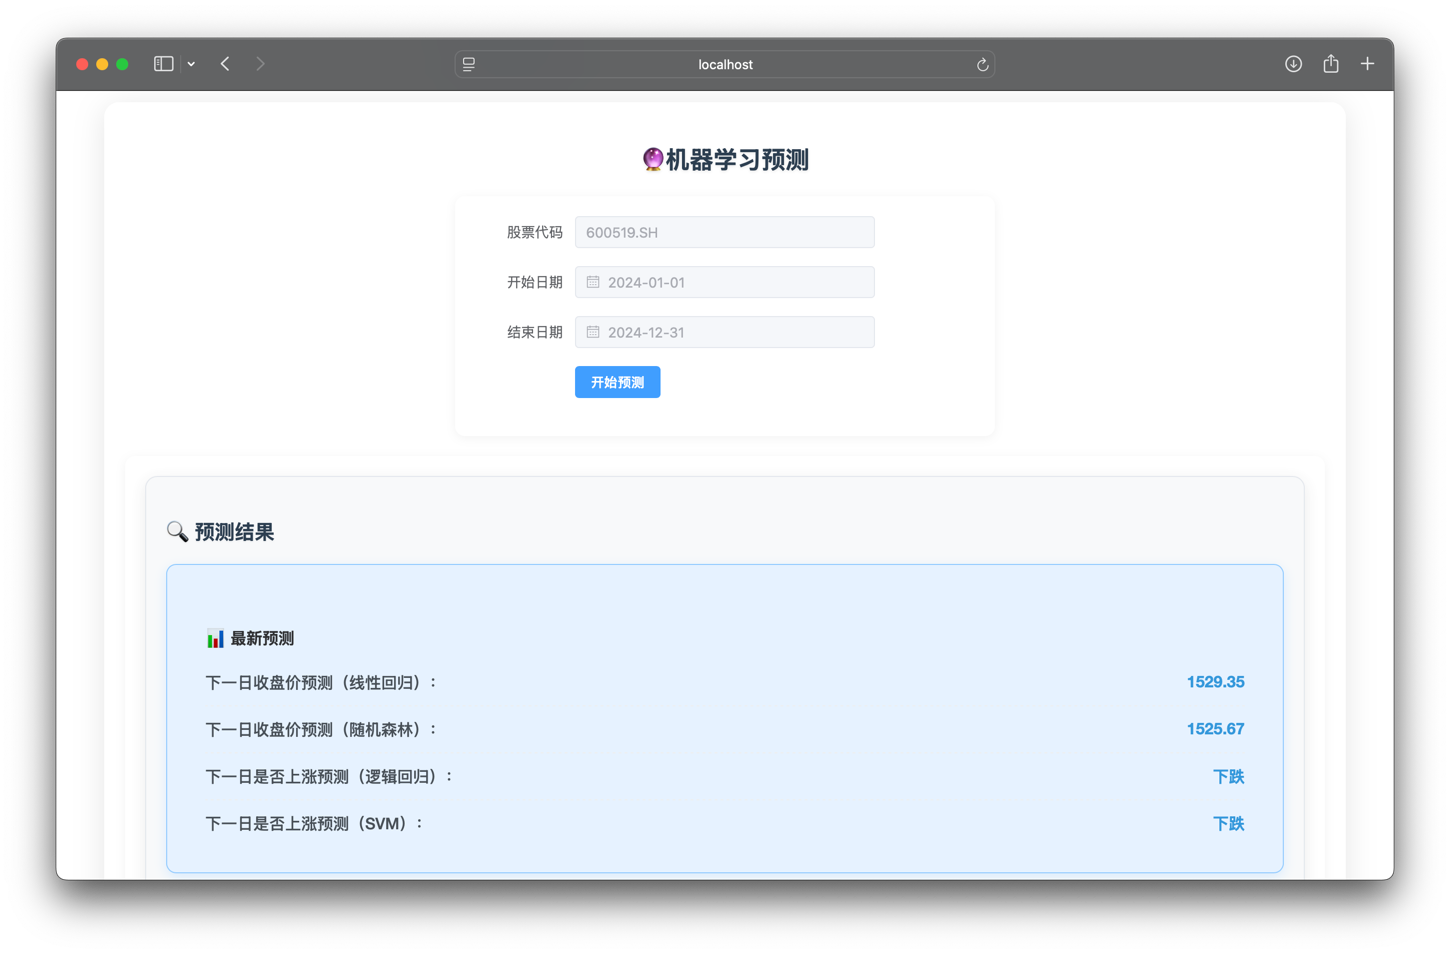 localhost
🔮机器学习预测
股票代码 600519.SH
开始日期 2024-01-01
结束日期 2024-12-31
开始预测
🔍 预测结果
📊 最新预测
下一日收盘价预测（线性回归）： 1529.35
下一日收盘价预测（随机森林）： 1525.67
下一日是否上涨预测（逻辑回归）： 下跌
下一日是否上涨预测（SVM）： 下跌